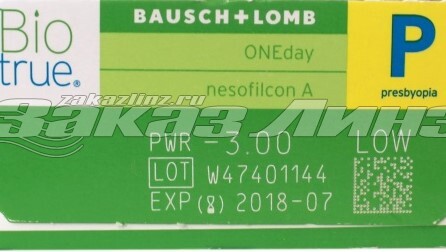 Bio
true®
BAUSCH+LOMB
ONEday
nesofilcon A
P
presbyopia
www.zakazlinz.ru
Заказ Линз
PWR -3.00 LOW
LOT W47401144
EXP 2018-07